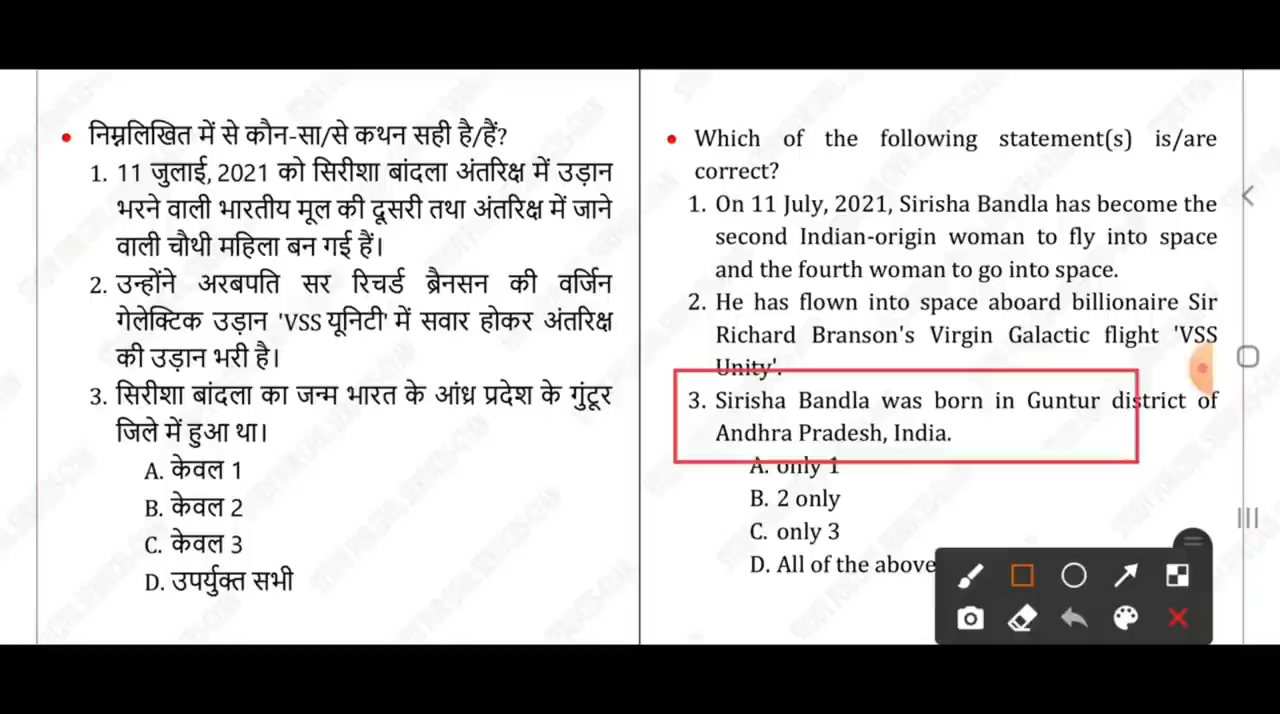 • निम्नलिखित में से कौन-सा/से कथन सही है/हैं?
1. 11 जुलाई, 2021 को सिरीशा बांदला अंतरिक्ष में उड़ान
भरने वाली भारतीय मूल की दूसरी तथा अंतरिक्ष में जाने
वाली चौथी महिला बन गई हैं।
2. उन्होंने अरबपति सर रिचर्ड ब्रैनसन की वर्जिन
गेलेक्टिक उड़ान 'VSS यूनिटी' में सवार होकर अंतरिक्ष
की उड़ान भरी है।
3. सिरीशा बांदला का जन्म भारत के आंध्र प्रदेश के गुंटूर
जिले में हुआ था।
A. केवल 1
B. केवल 2
C. केवल 3
D. उपर्युक्त सभी
• Which of the following statement(s) is/are
correct?
1. On 11 July, 2021, Sirisha Bandla has become the
second Indian-origin woman to fly into space
and the fourth woman to go into space.
2. He has flown into space aboard billionaire Sir
Richard Branson's Virgin Galactic flight 'VSS
Unity'.
3. Sirisha Bandla was born in Guntur district of
Andhra Pradesh, India.
A. only 1
B. 2 only
C. only 3
D. All of the above